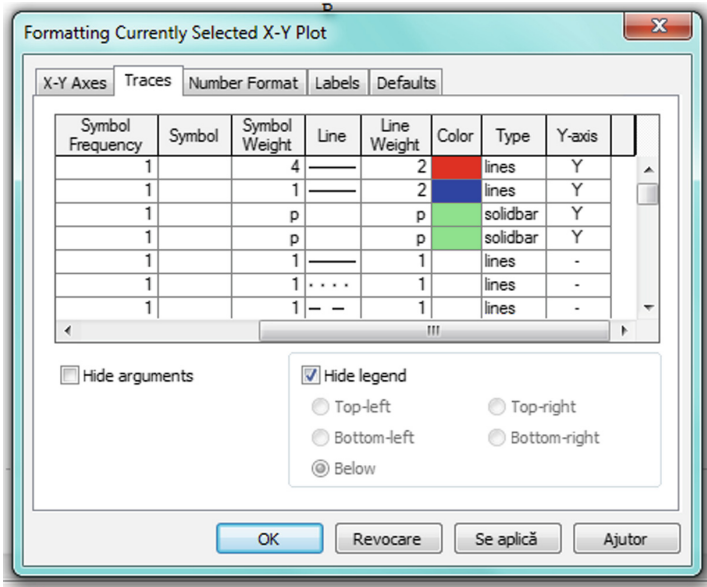 Formatting Currently Selected X-Y Plot
X-Y Axes Traces Number Format Labels Defaults
Symbol Frequency Symbol Symbol Weight Line Line Weight Color Type Y-axis
1 4 2 lines Y
1 1 2 lines Y
1 p p solidbar Y
1 p p solidbar Y
1 1 1 lines -
1 1 1 lines -
1 1 1 lines -
Hide arguments
Hide legend
Top-left Top-right
Bottom-left Bottom-right
Below
OK Revocare Se aplică Ajutor